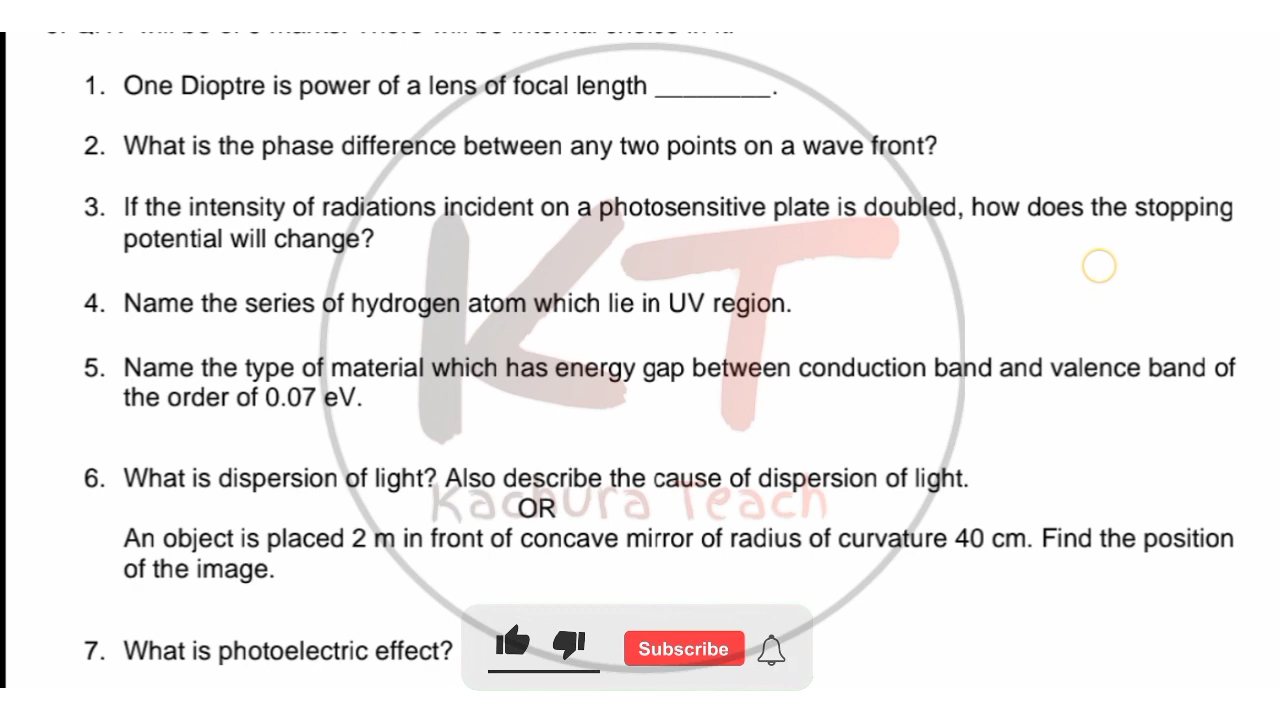 1. One Dioptre is power of a lens of focal length ________.
2. What is the phase difference between any two points on a wave front?
3. If the intensity of radiations incident on a photosensitive plate is doubled, how does the stopping
potential will change?
4. Name the series of hydrogen atom which lie in UV region.
5. Name the type of material which has energy gap between conduction band and valence band of
the order of 0.07 eV.
6. What is dispersion of light? Also describe the cause of dispersion of light.
OR
An object is placed 2 m in front of concave mirror of radius of curvature 40 cm. Find the position
of the image.
7. What is photoelectric effect?
KT
Kachura Teach
Subscribe